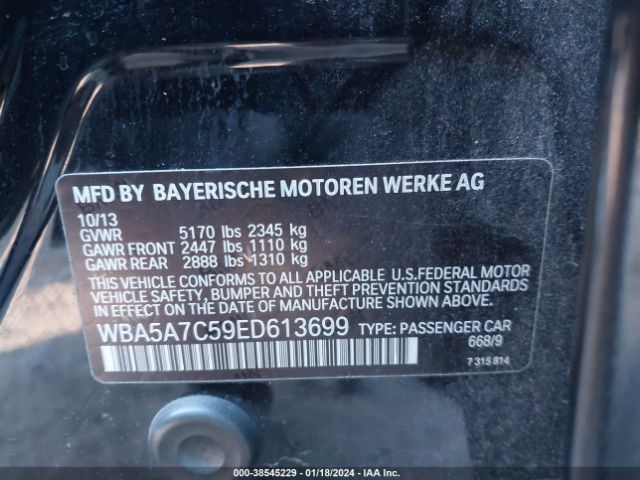 MFD BY BAYERISCHE MOTOREN WERKE AG
10/13
GVWR 5170 lbs 2345 kg
GAWR FRONT 2447 lbs 1110 kg
GAWR REAR 2888 lbs 1310 kg
THIS VEHICLE CONFORMS TO ALL APPLICABLE U.S.FEDERAL MOTOR
VEHICLE SAFETY, BUMPER AND THEFT PREVENTION STANDARDS
IN EFFECT ON THE DATE OF MANUFACTURE SHOWN ABOVE.
WBA5A7C59ED613699 TYPE: PASSENGER CAR
668/9
7 315 814
000-38545229 - 01/18/2024 - IAA Inc.